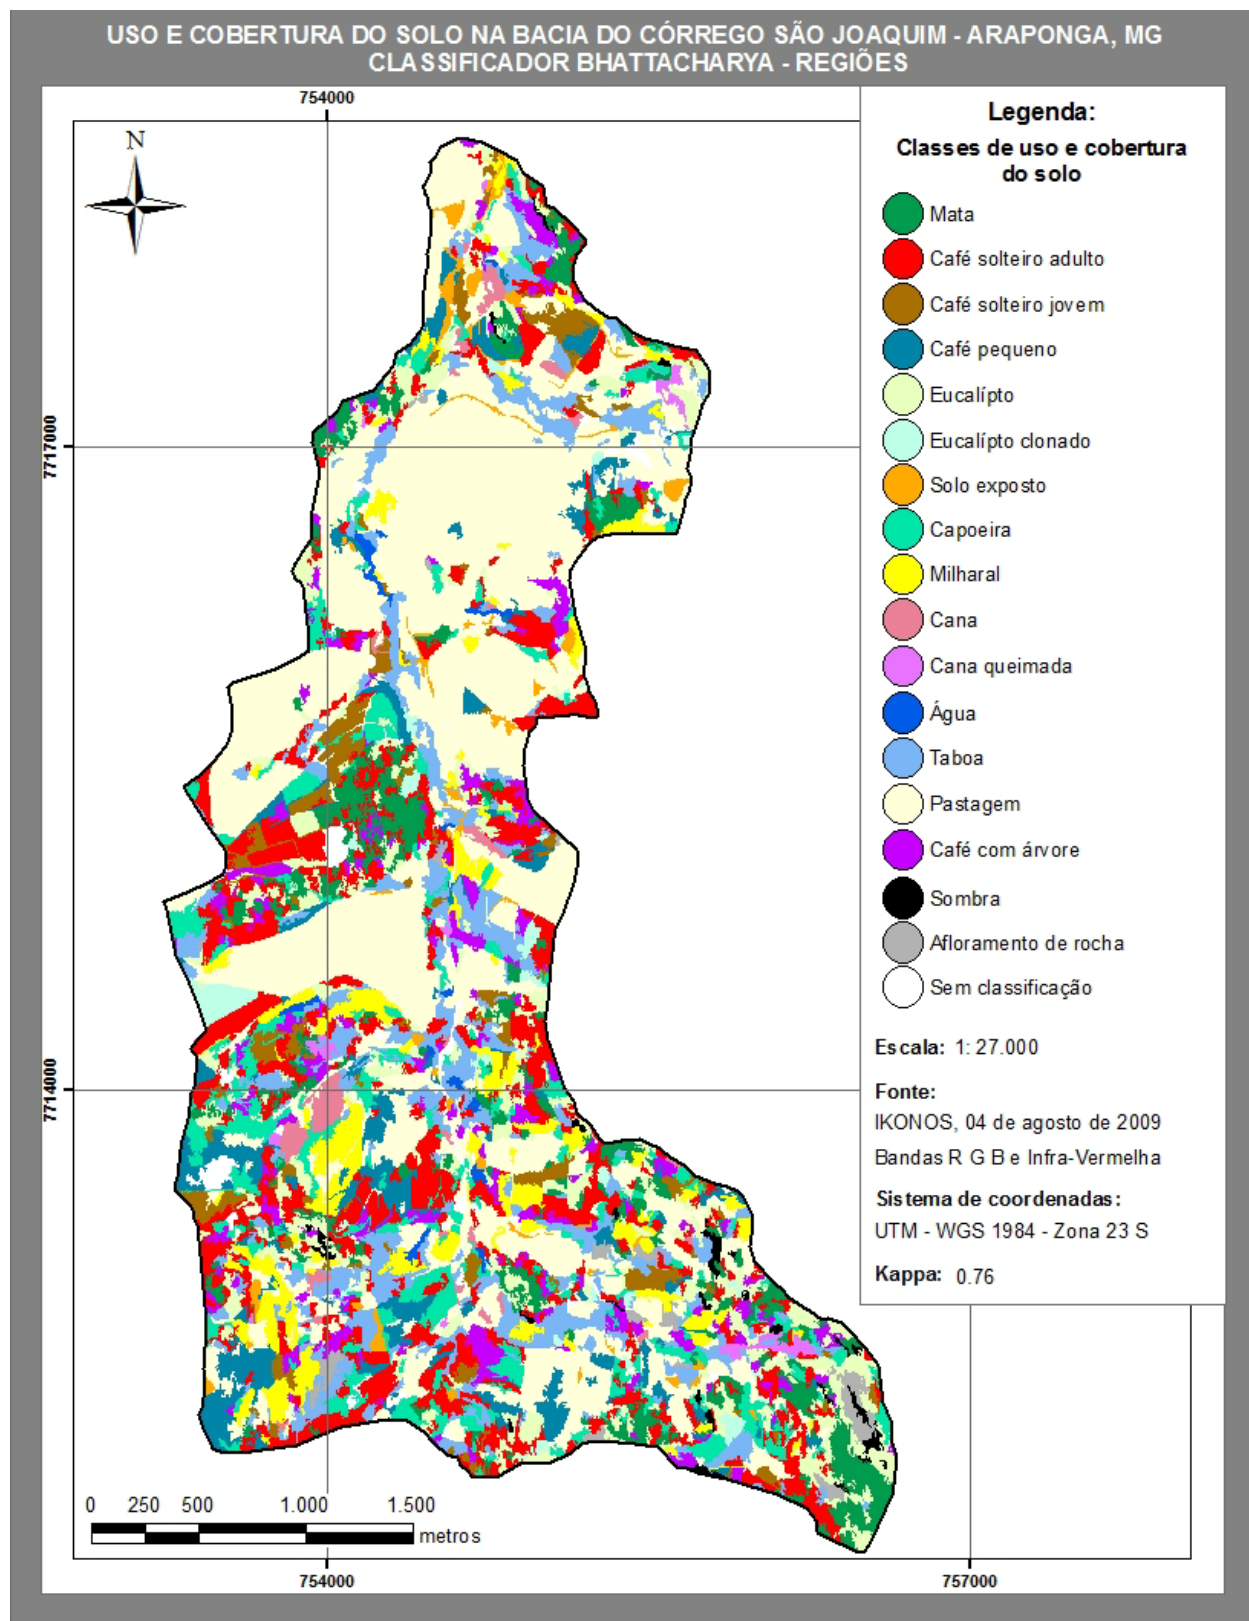 USO E COBERTURA DO SOLO NA BACIA DO CÓRREGO SÃO JOAQUIM - ARAPONGA, MG
CLASSIFICADOR BHATTACHARYA - REGIÕES
754000
N
7717000
7714000
Legenda:
Classes de uso e cobertura
do solo
Mata
Café solteiro adulto
Café solteiro jovem
Café pequeno
Eucalípto
Eucalípto clonado
Solo exposto
Capoeira
Milharal
Cana
Cana queimada
Água
Taboa
Pastagem
Café com árvore
Sombra
Afloramento de rocha
Sem classificação
Escala: 1: 27.000
Fonte:
IKONOS, 04 de agosto de 2009
Bandas R G B e Infra-Vermelha
Sistema de coordenadas:
UTM - WGS 1984 - Zona 23 S
Kappa: 0.76
0 250 500 1.000 1.500
metros
754000 757000